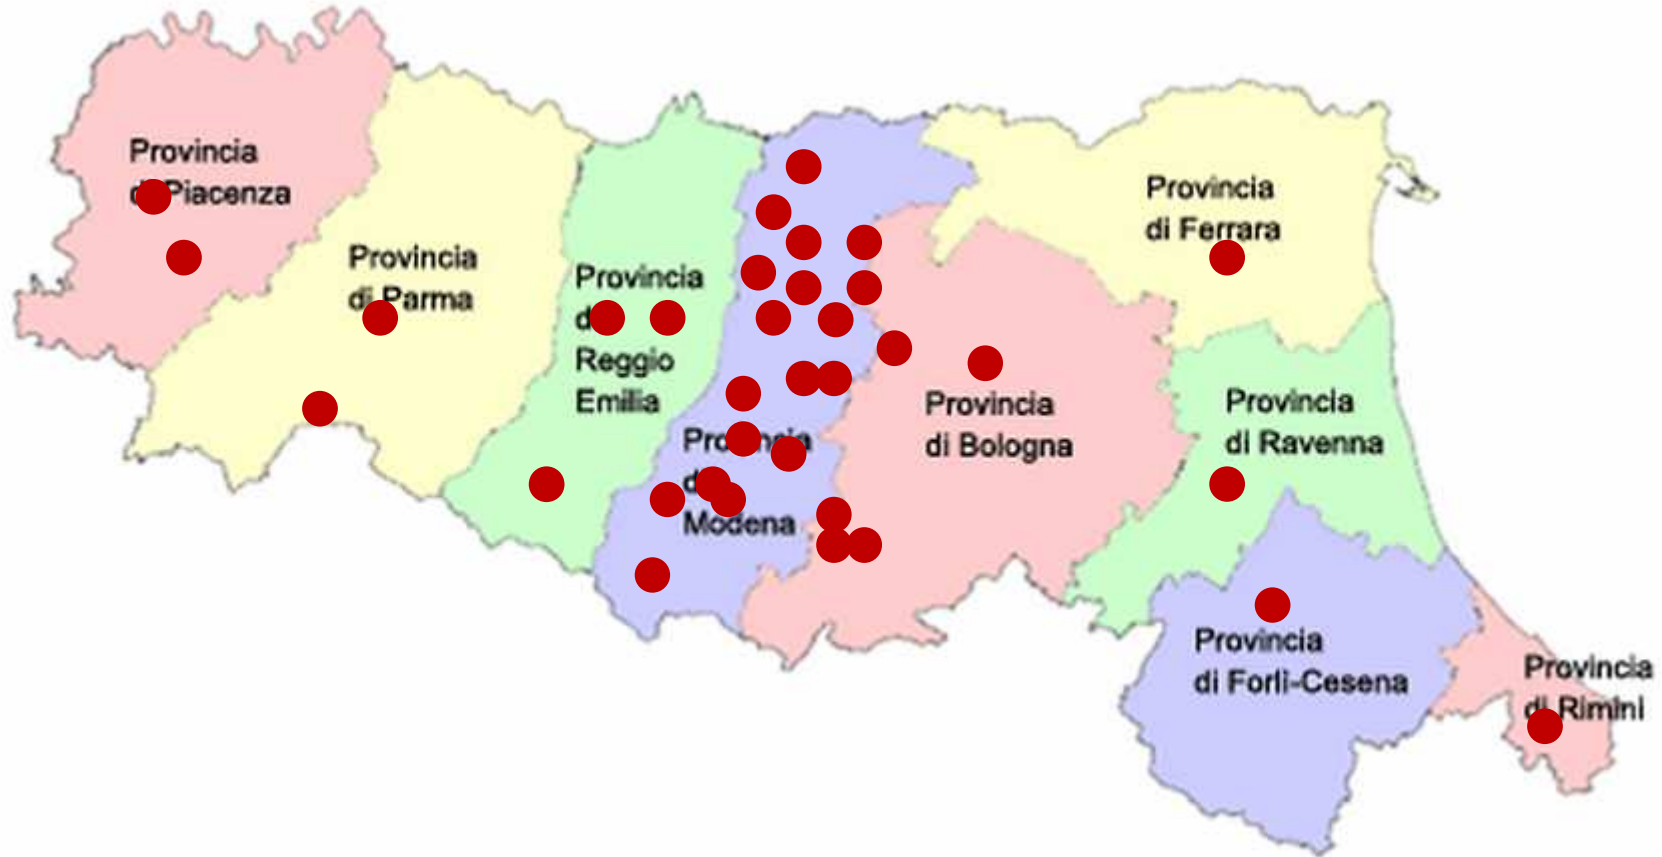 Provincia
di Piacenza
Provincia
di Parma
Provincia
di
Reggio
Emilia
Provincia
di
Modena
Provincia
di Bologna
Provincia
di Ferrara
Provincia
di Ravenna
Provincia
di Forlì-Cesena
Provincia
di Rimini